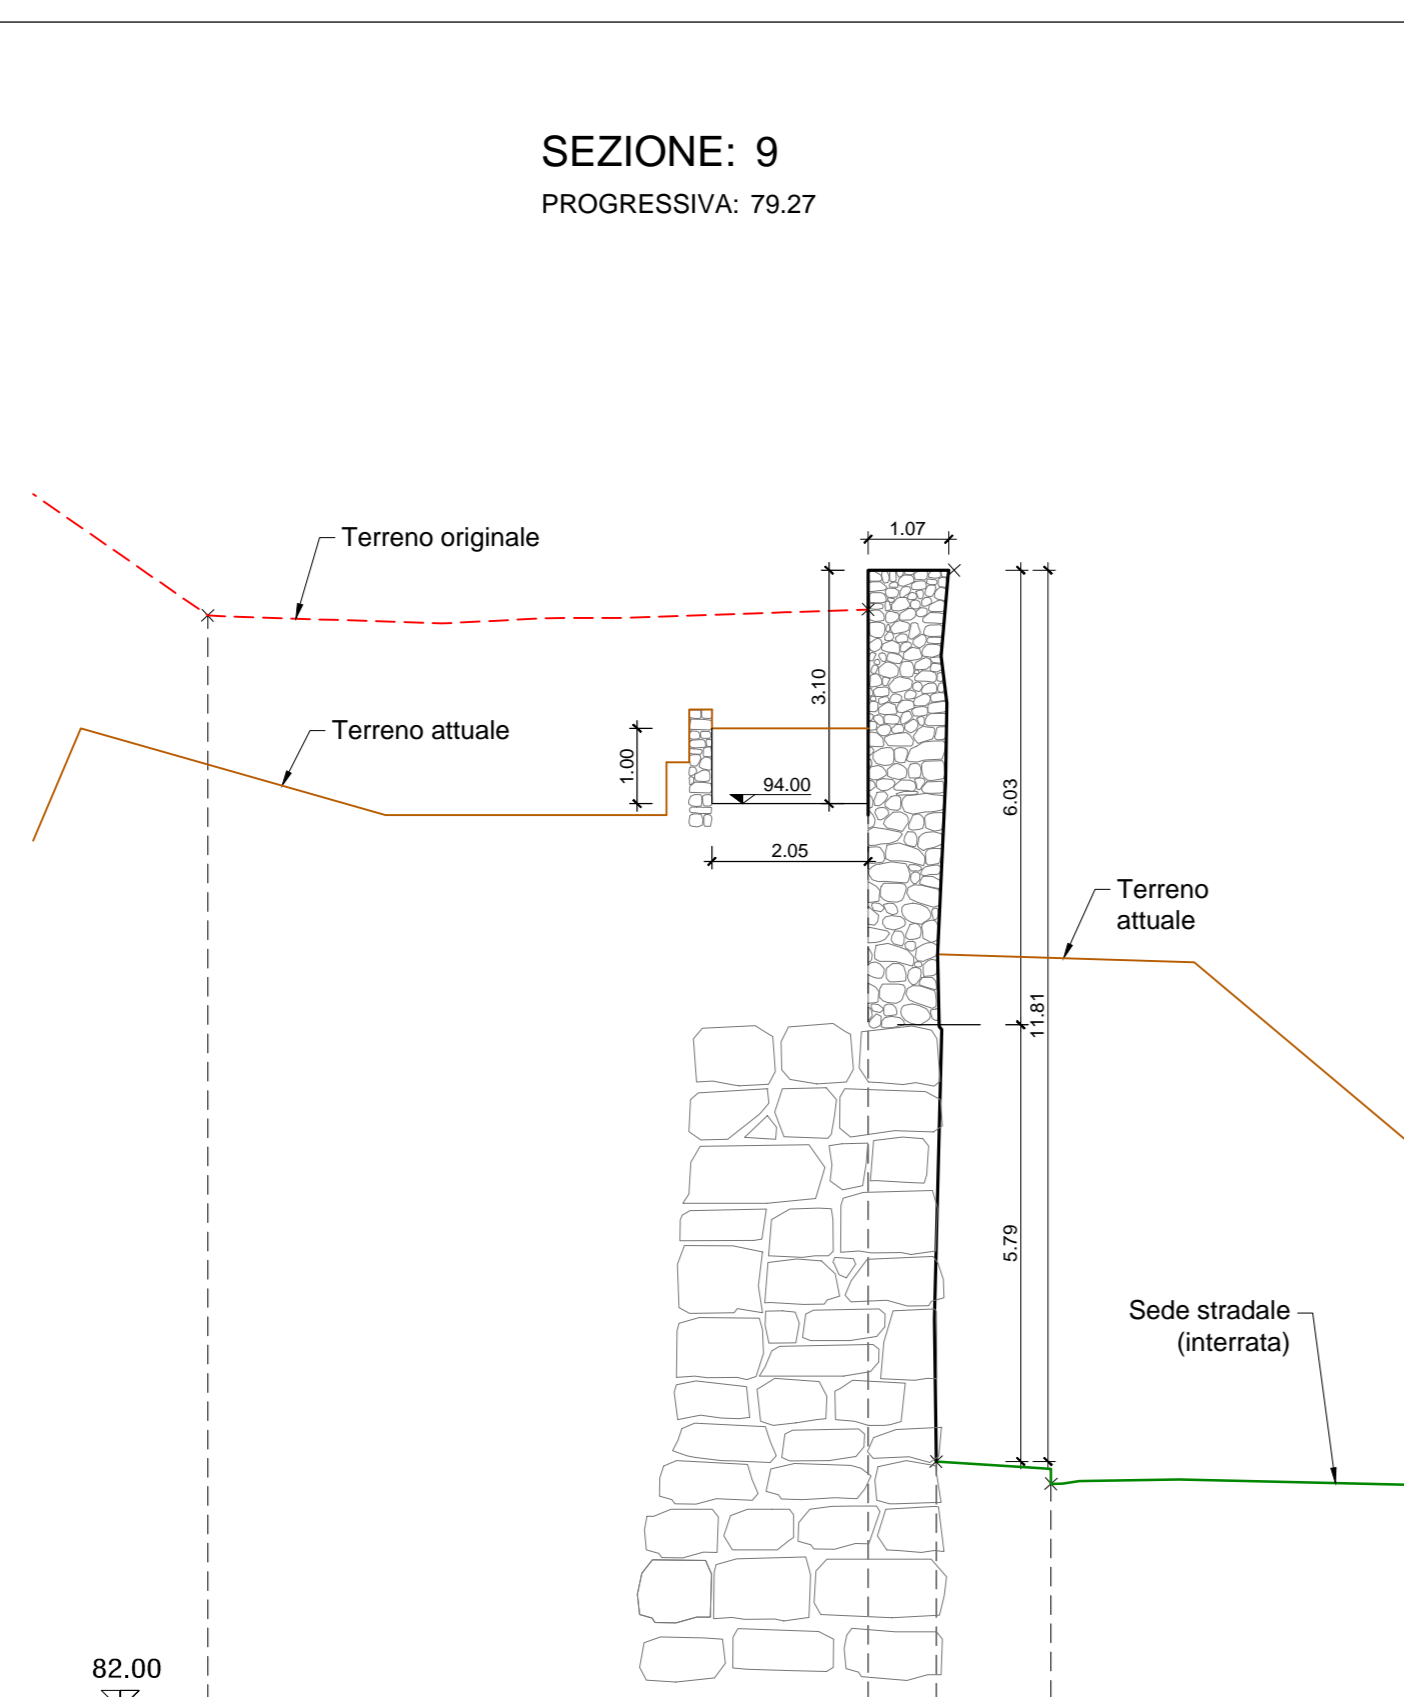 SEZIONE: 9
PROGRESSIVA: 79.27
Terreno originale
1.07
Terreno attuale
3.10
1.00
94.00
6.03
2.05
Terreno
attuale
11.81
5.79
Sede stradale
(interrata)
82.00